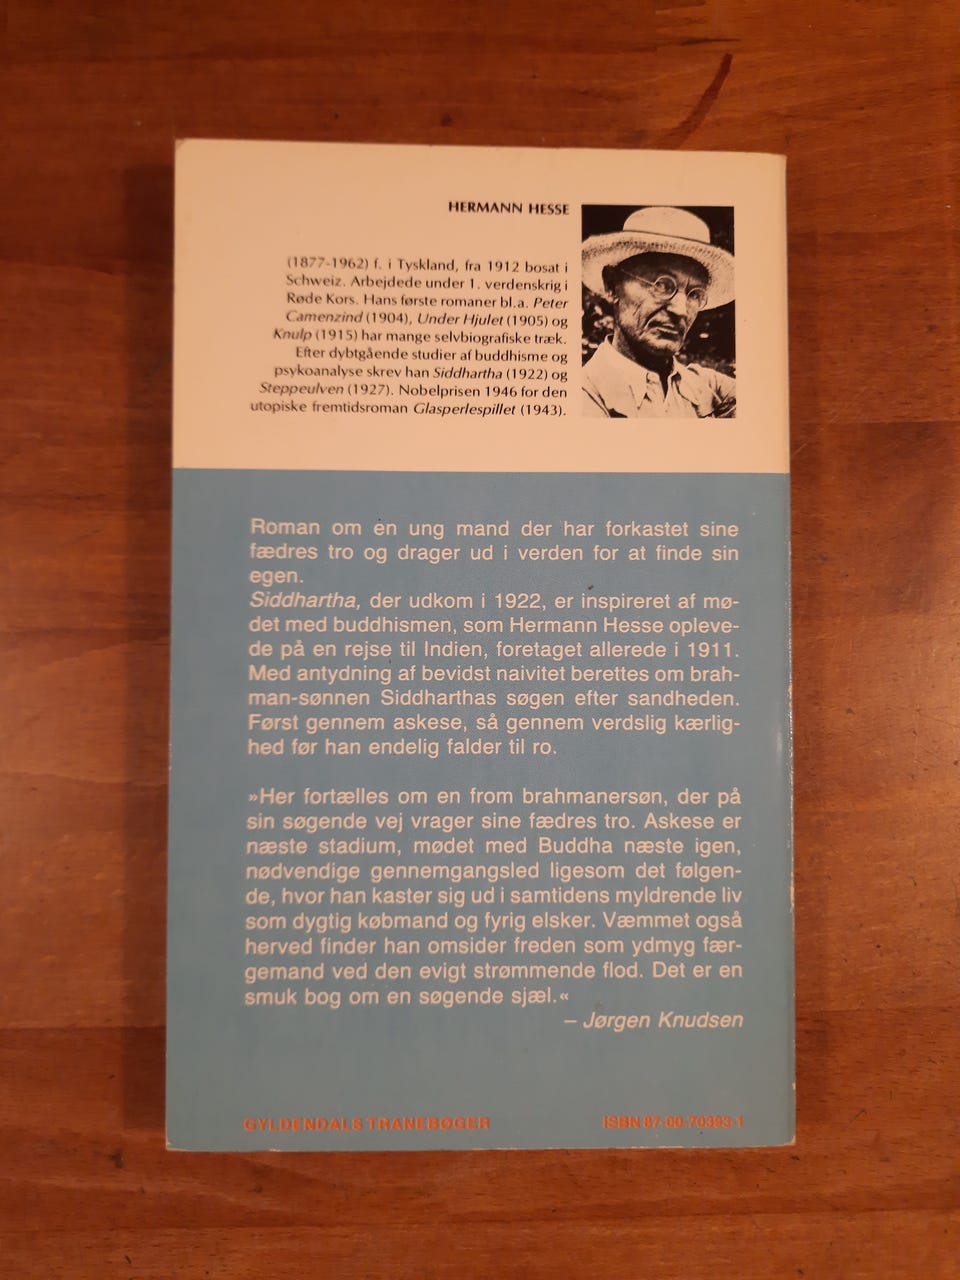 HERMANN HESSE
(1877-1962) f. i Tyskland, fra 1912 bosat i
Schweiz. Arbejdede under 1. verdenskrig i
Røde Kors. Hans første romaner bl.a. Peter
Camenzind (1904), Under Hjulet (1905) og
Knulp (1915) har mange selvbiografiske træk.
Efter dybtgående studier af buddhisme og
psykoanalyse skrev han Siddhartha (1922) og
Steppeulven (1927). Nobelprisen 1946 for den
utopiske fremtidsroman Glasperlespillet (1943).
Roman om en ung mand der har forkastet sine
fædres tro og drager ud i verden for at finde sin
egen.
Siddhartha, der udkom i 1922, er inspireret af mø-
det med buddhismen, som Hermann Hesse opleve-
de på en rejse til Indien, foretaget allerede i 1911.
Med antydning af bevidst naivitet berettes om brah-
man-sønnen Siddharthas søgen efter sandheden.
Først gennem askese, så gennem verdslig kærlig-
hed før han endelig falder til ro.
»Her fortælles om en from brahmanersøn, der på
sin søgende vej vrager sine fædres tro. Askese er
næste stadium, mødet med Buddha næste igen,
nødvendige gennemgangsled ligesom det følgen-
de, hvor han kaster sig ud i samtidens myldrende liv
som dygtig købmand og fyrig elsker. Væmmet også
herved finder han omsider freden som ydmyg fær-
gemand ved den evigt strømmende flod. Det er en
smuk bog om en søgende sjæl.«
– Jørgen Knudsen
GYLDENDALS TRANEBØGER
ISBN 87-00-70393-1